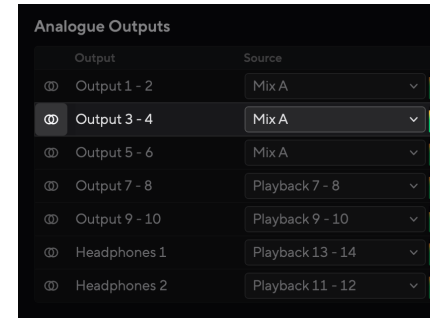 Analogue Outputs
Output Source
Output 1 - 2 Mix A
Output 3 - 4 Mix A
Output 5 - 6 Mix A
Output 7 - 8 Playback 7 - 8
Output 9 - 10 Playback 9 - 10
Headphones 1 Playback 13 - 14
Headphones 2 Playback 11 - 12